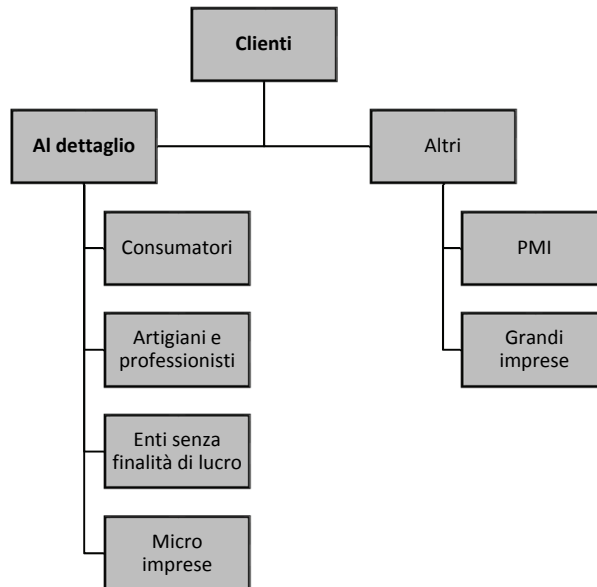 Clienti
Al dettaglio
Altri
Consumatori
PMI
Artigiani e
professionisti
Grandi
imprese
Enti senza
finalità di lucro
Micro
imprese